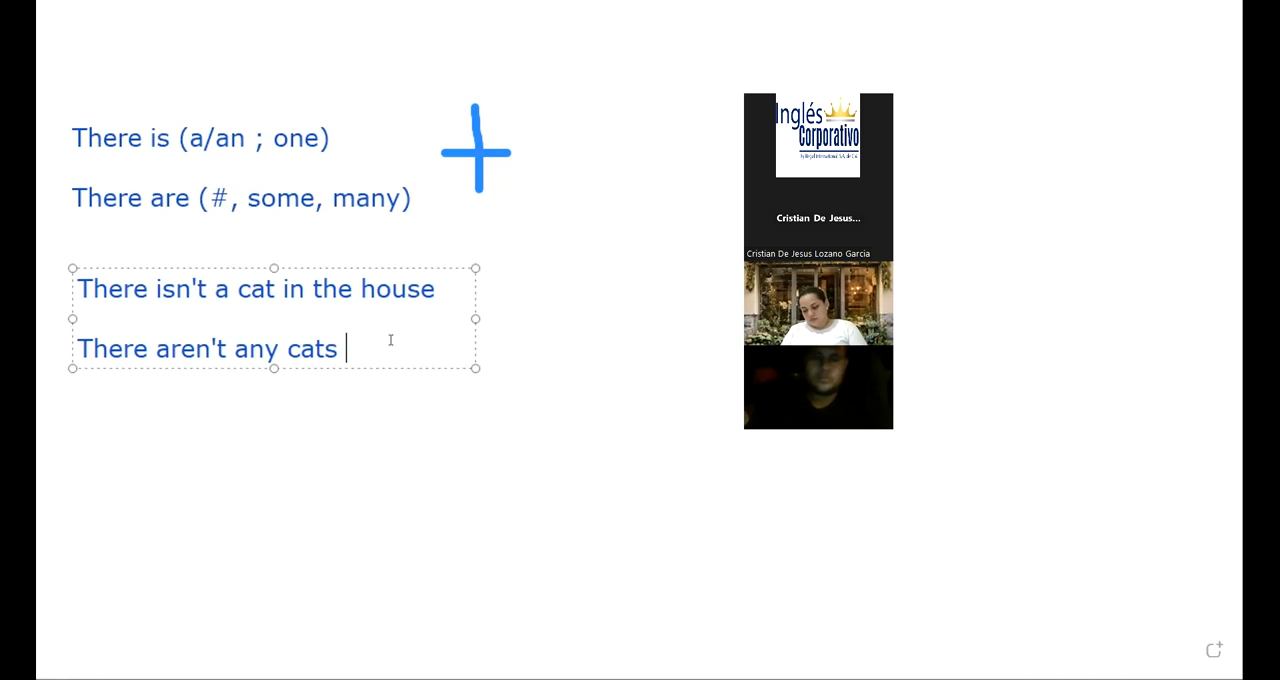 There is (a/an ; one)
There are (#, some, many)
There isn't a cat in the house
There aren't any cats
Inglés
Corporativo
Cristian De Jesus...
Cristian De Jesus Lozano Garcia